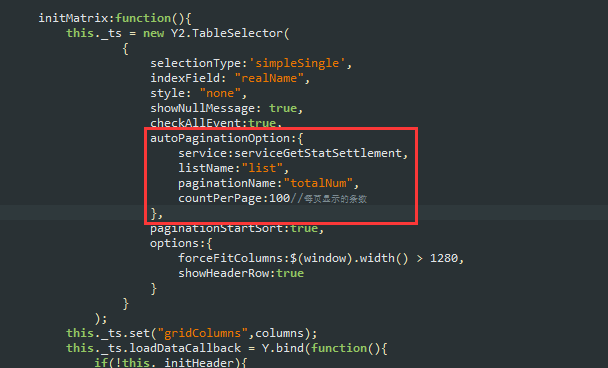 initMatrix:function(){
this._ts = new Y2.TableSelector(
{
selectionType:'simpleSingle',
indexField: "realName",
style: "none",
showNullMessage: true,
checkAllEvent:true,
autoPaginationOption:{
service:serviceGetStatSettlement,
listName:"list",
paginationName:"totalNum",
countPerPage:100//每页显示的条数
},
paginationStartSort:true,
options:{
forceFitColumns:$(window).width() > 1280,
showHeaderRow:true
}
}
);
this._ts.set("gridColumns",columns);
this._ts.loadDataCallback = Y.bind(function(){
if(!this._initHeader){